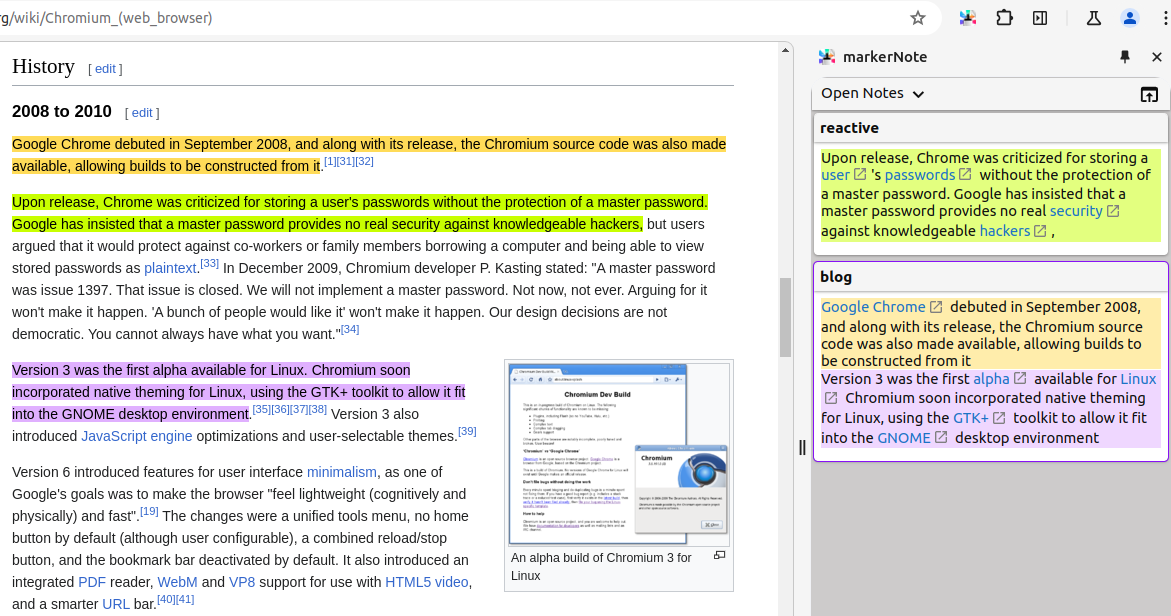 rg/wiki/Chromium_(web_browser)
History [ edit ]
2008 to 2010 [ edit ]
Google Chrome debuted in September 2008, and along with its release, the Chromium source code was also made
available, allowing builds to be constructed from it.[1][31][32]
Upon release, Chrome was criticized for storing a user's passwords without the protection of a master password.
Google has insisted that a master password provides no real security against knowledgeable hackers, but users
argued that it would protect against co-workers or family members borrowing a computer and being able to view
stored passwords as plaintext.[33] In December 2009, Chromium developer P. Kasting stated: "A master password
was issue 1397. That issue is closed. We will not implement a master password. Not now, not ever. Arguing for it
won't make it happen. 'A bunch of people would like it' won't make it happen. Our design decisions are not
democratic. You cannot always have what you want."[34]
Version 3 was the first alpha available for Linux. Chromium soon
incorporated native theming for Linux, using the GTK+ toolkit to allow it fit
into the GNOME desktop environment.[35][36][37][38] Version 3 also
introduced JavaScript engine optimizations and user-selectable themes.[39]
Version 6 introduced features for user interface minimalism, as one of
Google's goals was to make the browser "feel lightweight (cognitively and
physically) and fast".[19] The changes were a unified tools menu, no home
button by default (although user configurable), a combined reload/stop
button, and the bookmark bar deactivated by default. It also introduced an
integrated PDF reader, WebM and VP8 support for use with HTML5 video,
and a smarter URL bar.[40][41]
Chromium Dev Build
Chromium
An alpha build of Chromium 3 for
Linux
markerNote
Open Notes
reactive
Upon release, Chrome was criticized for storing a
user 's passwords without the protection of
a master password. Google has insisted that a
master password provides no real security
against knowledgeable hackers ,
blog
Google Chrome debuted in September 2008,
and along with its release, the Chromium source
code was also made available, allowing builds to
be constructed from it
Version 3 was the first alpha available for Linux
Chromium soon incorporated native theming
for Linux, using the GTK+ toolkit to allow it fit
into the GNOME desktop environment